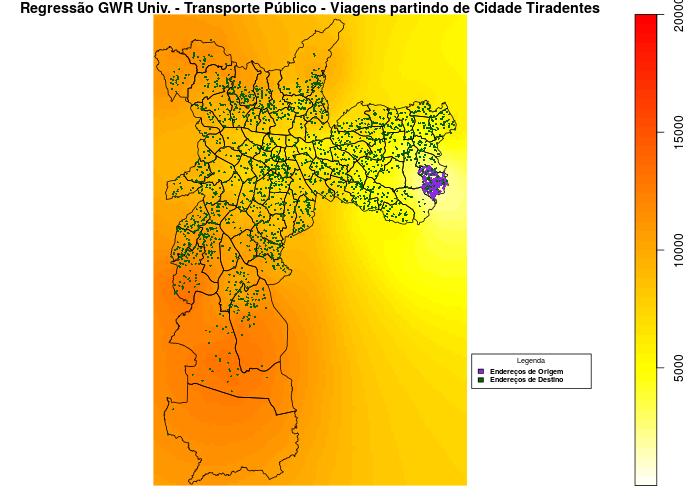 Regressão GWR Univ. - Transporte Público - Viagens partindo de Cidade Tiradentes
20000
15000
10000
5000
Legenda
Endereços de Origem
Endereços de Destino